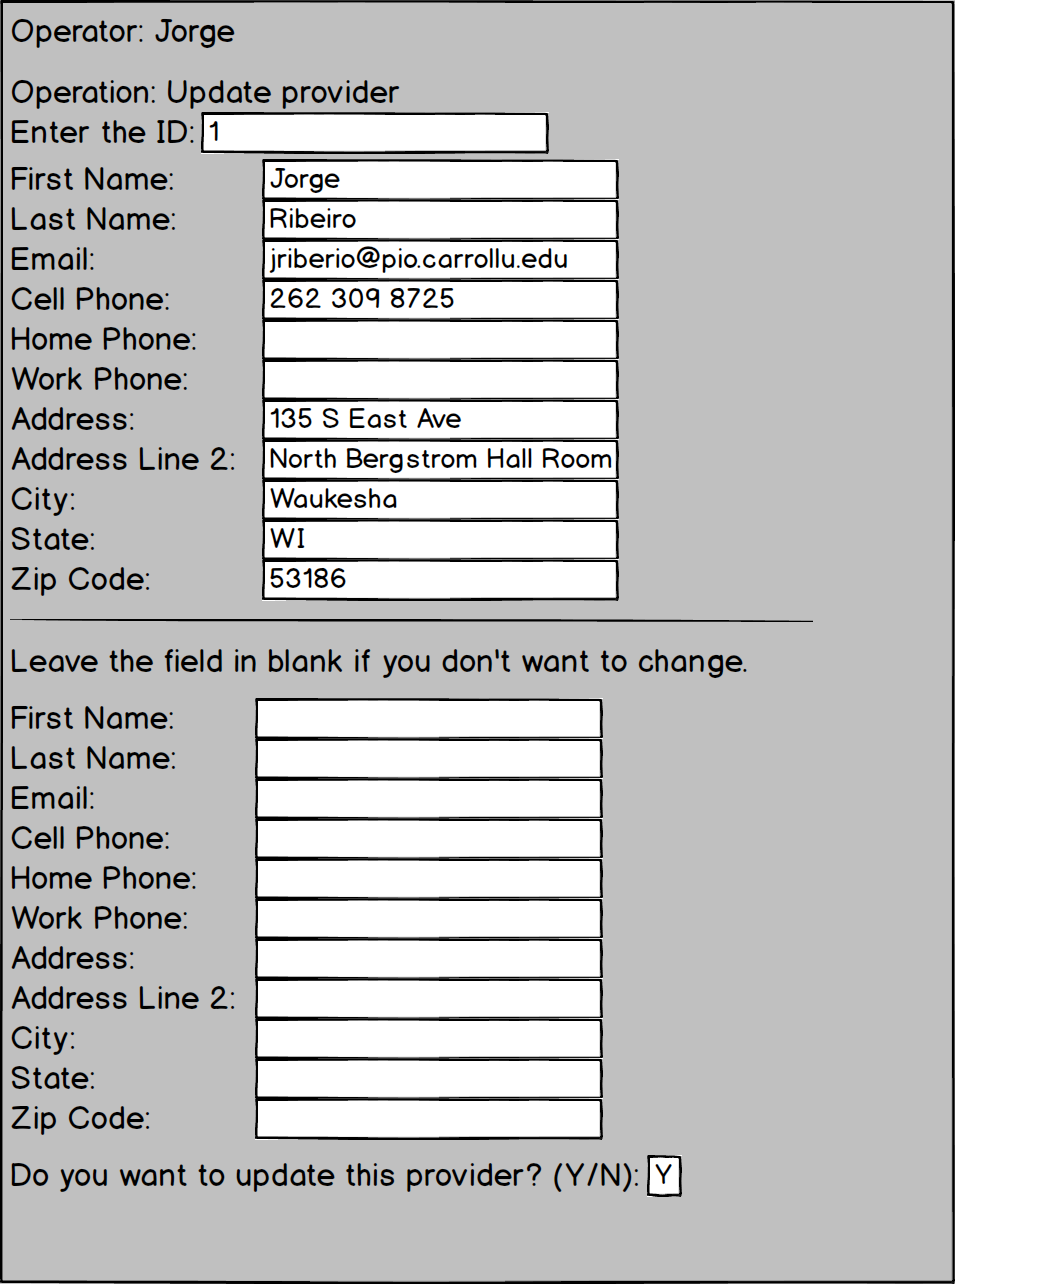 Operator: Jorge
Operation: Update provider
Enter the ID: 1
First Name: Jorge
Last Name: Ribeiro
Email: jriberio@pio.carrollu.edu
Cell Phone: 262 309 8725
Home Phone:
Work Phone:
Address: 135 S East Ave
Address Line 2: North Bergstrom Hall Room
City: Waukesha
State: WI
Zip Code: 53186
Leave the field in blank if you don't want to change.
First Name:
Last Name:
Email:
Cell Phone:
Home Phone:
Work Phone:
Address:
Address Line 2:
City:
State:
Zip Code:
Do you want to update this provider? (Y/N): Y